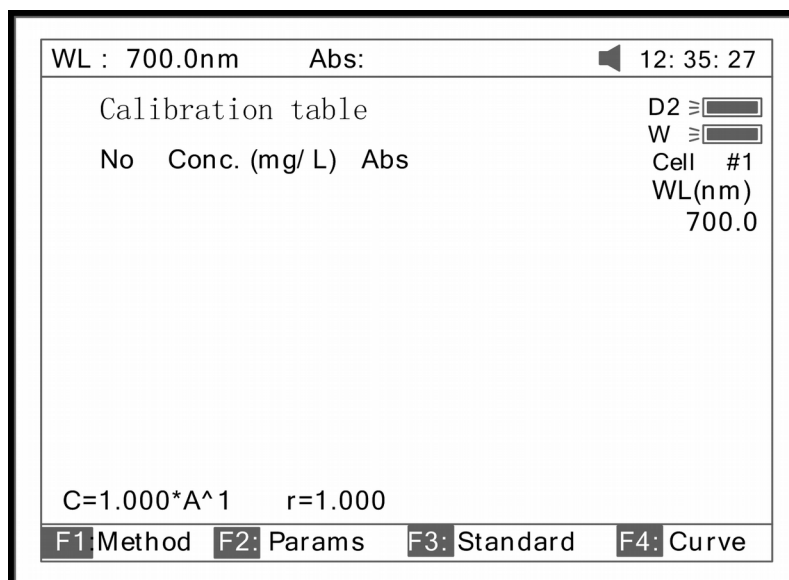 WL : 700.0nm Abs: 12: 35: 27
Calibration table
D2
W
No Conc. (mg/ L) Abs
Cell #1
WL(nm)
700.0
C=1.000*A^1 r=1.000
F1:Method F2: Params F3: Standard F4: Curve